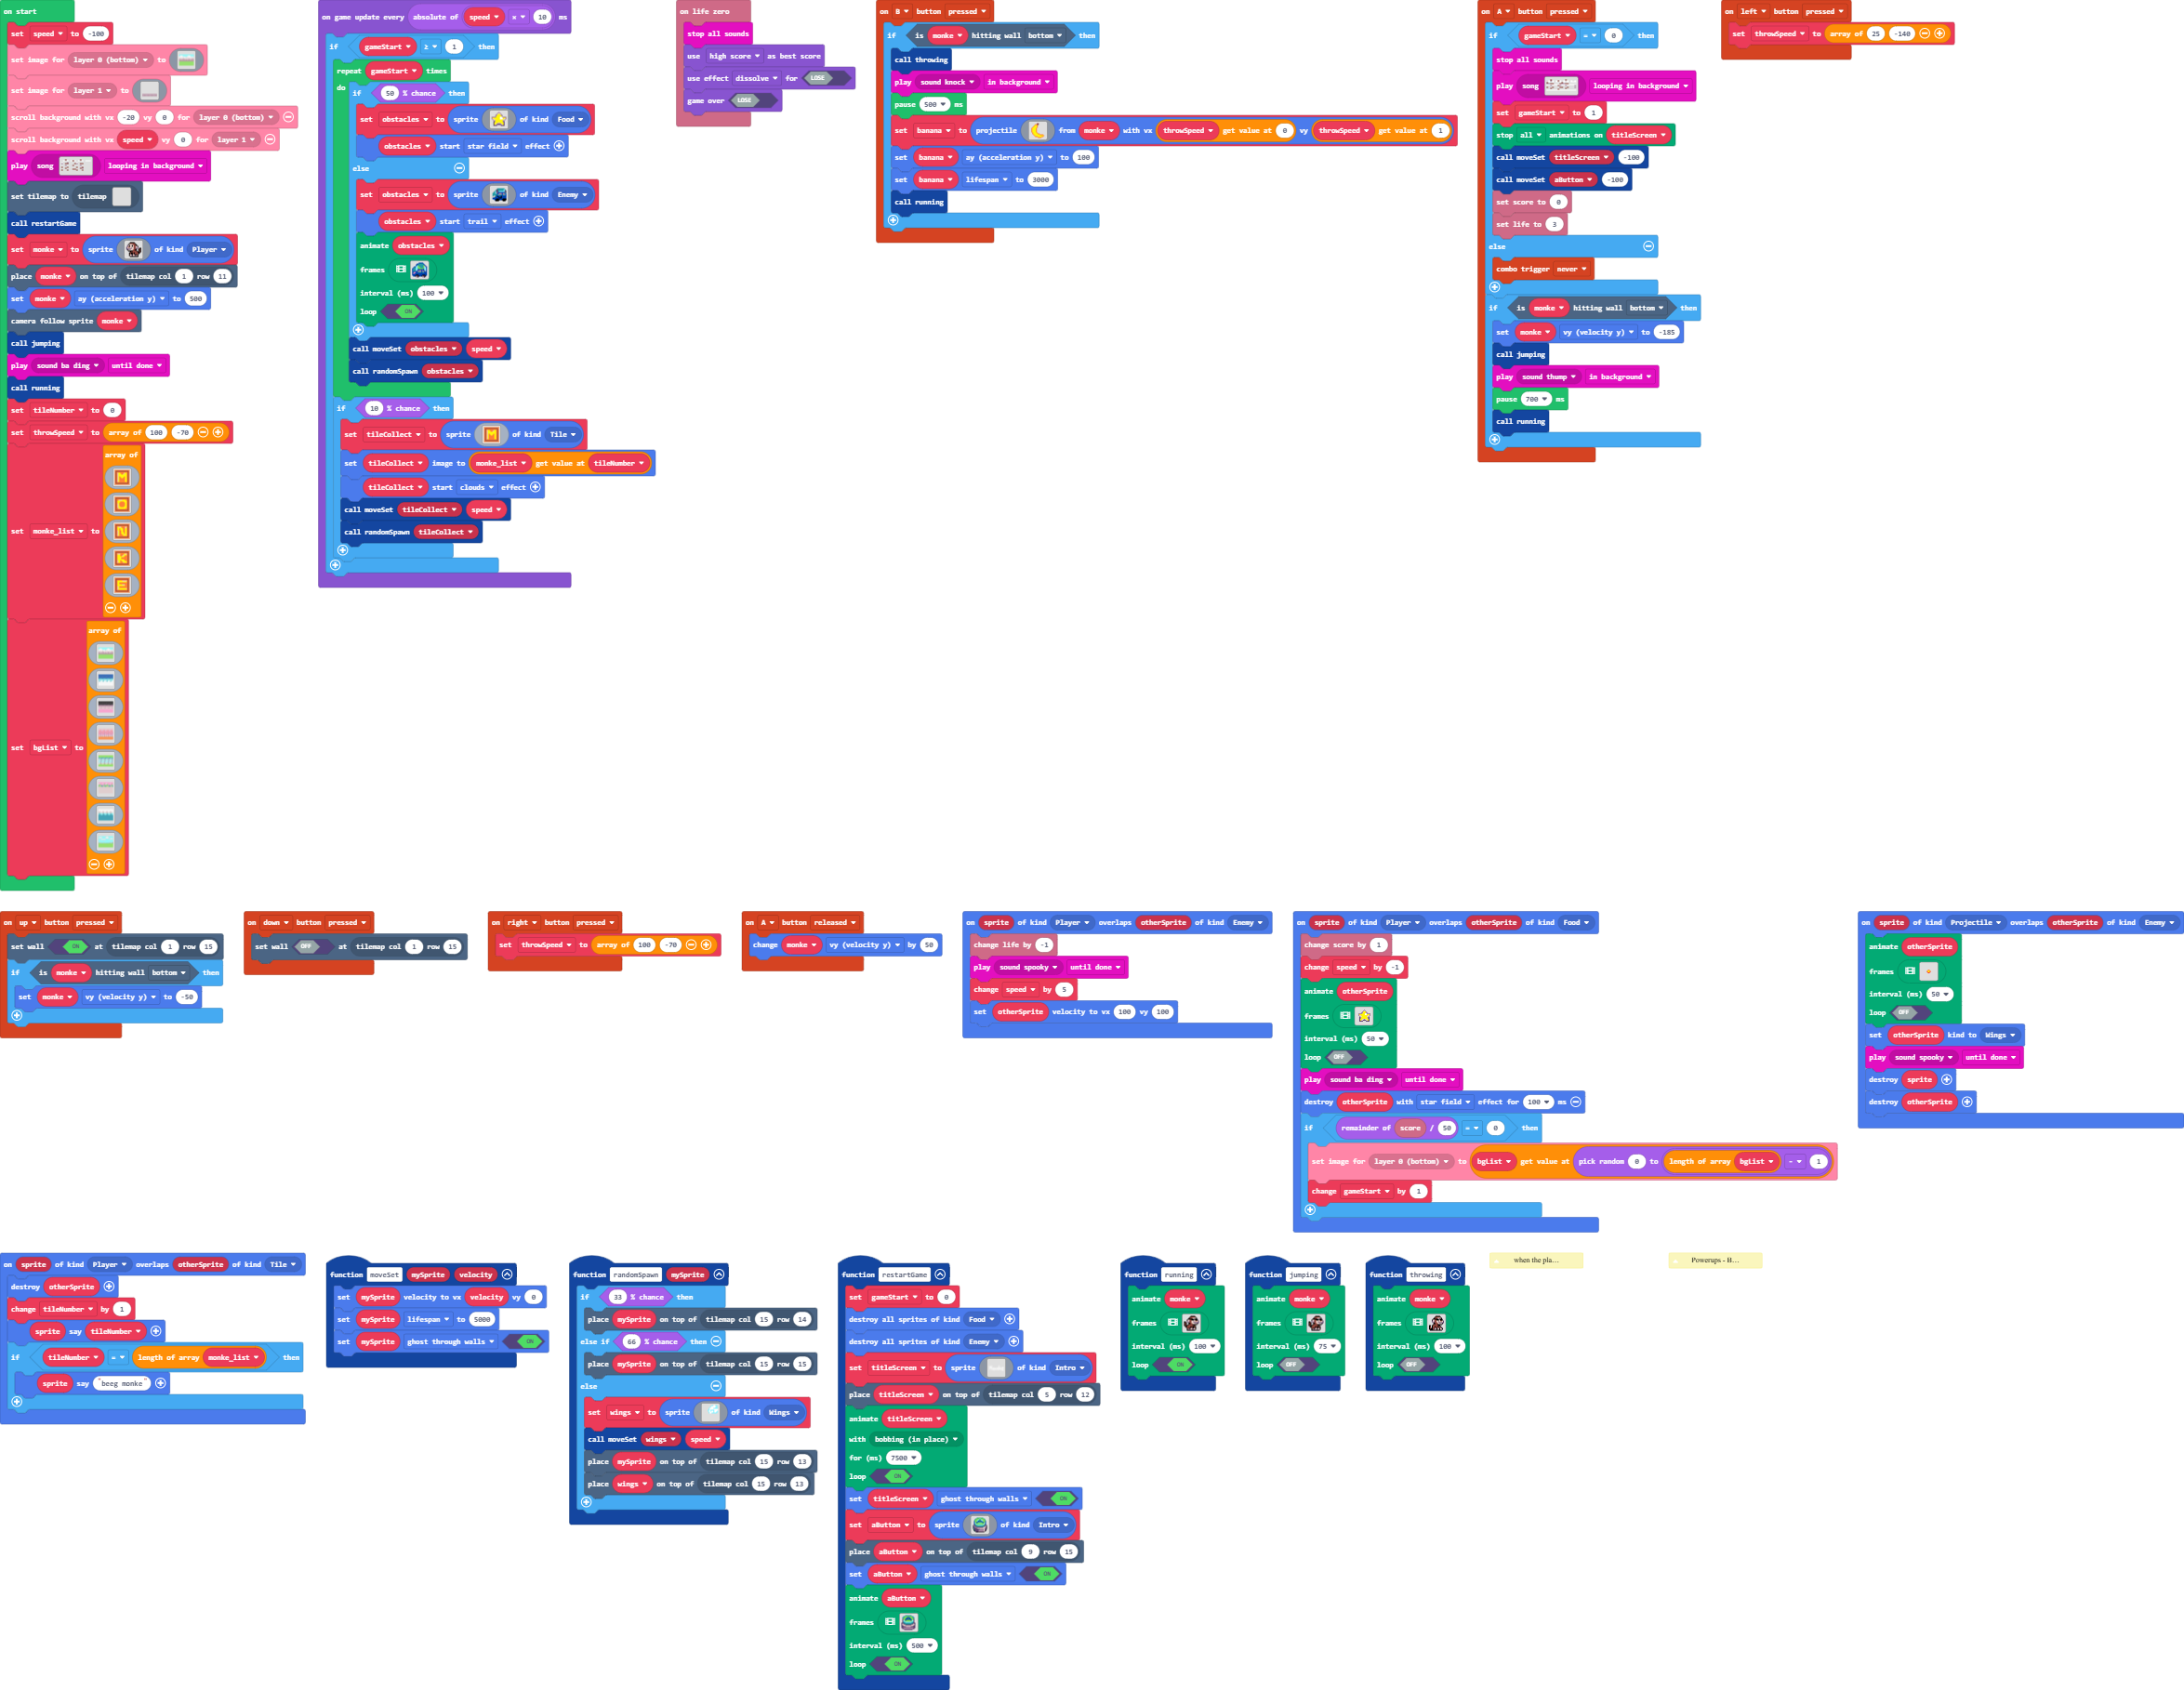 on start
set speed to -100
set image for layer 0 (bottom) to
set image for layer 1 to
scroll background with vx -20 vy 0 for layer 0 (bottom)
scroll background with vx speed vy 0 for layer 1
play song looping in background
set tilemap to tilemap
call restartGame
set monke to sprite of kind Player
place monke on top of tilemap col 1 row 11
set monke ay (acceleration y) to 500
camera follow sprite monke
call jumping
play sound ba ding until done
call running
set tileNumber to 0
set throwSpeed to array of 100 -70
set monke_list to array of
M
O
N
K
E
set bgList to array of
on game update every absolute of speed × 10 ms
if gameStart ≥ 1 then
repeat gameStart times
do if 50 % chance then
set obstacles to sprite of kind Food
obstacles start star field effect
else
set obstacles to sprite of kind Enemy
obstacles start trail effect
animate obstacles
frames
interval (ms) 100
loop ON
call moveSet obstacles speed
call randomSpawn obstacles
if 10 % chance then
set tileCollect to sprite M of kind Tile
set tileCollect image to monke_list get value at tileNumber
tileCollect start clouds effect
call moveSet tileCollect speed
call randomSpawn tileCollect
on life zero
stop all sounds
use high score as best score
use effect dissolve for LOSE
game over LOSE
on B button pressed
if is monke hitting wall bottom then
call throwing
play sound knock in background
pause 500 ms
set banana to projectile from monke with vx throwSpeed get value at 0 vy throwSpeed get value at 1
set banana ay (acceleration y) to 100
set banana lifespan to 3000
call running
on A button pressed
if gameStart = 0 then
stop all sounds
play song looping in background
set gameStart to 1
stop all animations on titleScreen
call moveSet titleScreen -100
call moveSet aButton -100
set score to 0
set life to 3
else
combo trigger never
if is monke hitting wall bottom then
set monke vy (velocity y) to -185
call jumping
play sound thump in background
pause 700 ms
call running
on left button pressed
set throwSpeed to array of 25 -140
on up button pressed
set wall ON at tilemap col 1 row 15
if is monke hitting wall bottom then
set monke vy (velocity y) to -50
on down button pressed
set wall OFF at tilemap col 1 row 15
on right button pressed
set throwSpeed to array of 100 -70
on A button released
change monke vy (velocity y) by 50
on sprite of kind Player overlaps otherSprite of kind Enemy
change life by -1
play sound spooky until done
change speed by 5
set otherSprite velocity to vx 100 vy 100
on sprite of kind Player overlaps otherSprite of kind Food
change score by 1
change speed by -1
animate otherSprite
frames
interval (ms) 50
loop OFF
play sound ba ding until done
destroy otherSprite with star field effect for 100 ms
if remainder of score / 50 = 0 then
set image for layer 0 (bottom) to bgList get value at pick random 0 to length of array bgList - 1
change gameStart by 1
on sprite of kind Projectile overlaps otherSprite of kind Enemy
animate otherSprite
frames
interval (ms) 50
loop OFF
set otherSprite kind to Wings
play sound spooky until done
destroy sprite
destroy otherSprite
on sprite of kind Player overlaps otherSprite of kind Tile
destroy otherSprite
change tileNumber by 1
sprite say tileNumber
if tileNumber = length of array monke_list then
sprite say "beeg monke"
function moveSet mySprite velocity
set mySprite velocity to vx velocity vy 0
set mySprite lifespan to 5000
set mySprite ghost through walls ON
function randomSpawn mySprite
if 33 % chance then
place mySprite on top of tilemap col 15 row 14
else if 66 % chance then
place mySprite on top of tilemap col 15 row 15
else
set wings to sprite of kind Wings
call moveSet wings speed
place mySprite on top of tilemap col 15 row 13
place wings on top of tilemap col 15 row 13
function restartGame
set gameStart to 0
destroy all sprites of kind Food
destroy all sprites of kind Enemy
set titleScreen to sprite of kind Intro
place titleScreen on top of tilemap col 5 row 12
animate titleScreen
with bobbing (in place)
for (ms) 7500
loop ON
set titleScreen ghost through walls ON
set aButton to sprite of kind Intro
place aButton on top of tilemap col 9 row 15
set aButton ghost through walls ON
animate aButton
frames
interval (ms) 500
loop ON
function running
animate monke
frames
interval (ms) 100
loop ON
function jumping
animate monke
frames
interval (ms) 75
loop OFF
function throwing
animate monke
frames
interval (ms) 100
loop OFF
when the pla...
Powerups - H...